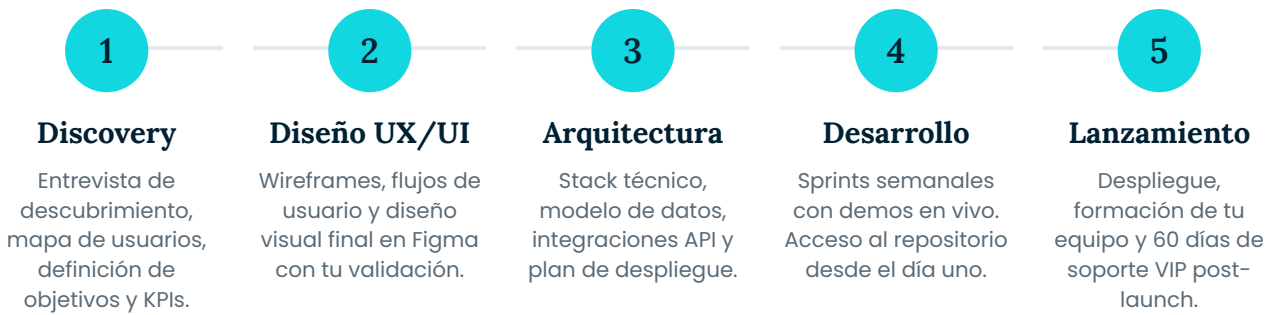 1
Discovery
Entrevista de
descubrimiento,
mapa de usuarios,
definición de
objetivos y KPIs.
2
Diseño UX/UI
Wireframes, flujos de
usuario y diseño
visual final en Figma
con tu validación.
3
Arquitectura
Stack técnico,
modelo de datos,
integraciones API y
plan de despliegue.
4
Desarrollo
Sprints semanales
con demos en vivo.
Acceso al repositorio
desde el día uno.
5
Lanzamiento
Despliegue,
formación de tu
equipo y 60 días de
soporte VIP post-
launch.